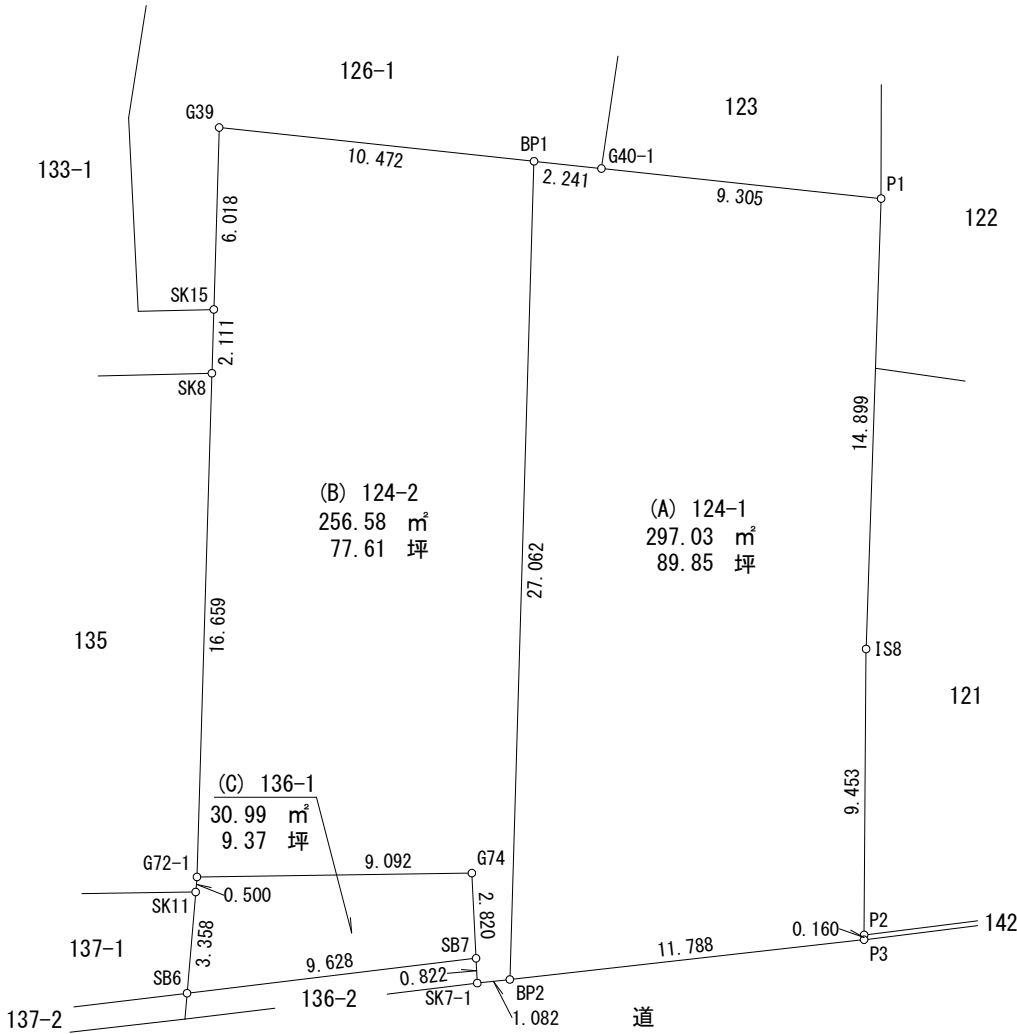 126-1
123
G39
BP1
G40-1
133-1
10.472
2.241
9.305
P1
6.018
122
SK15
2.111
SK8
14.899
(B) 124-2
256.58 ㎡
77.61 坪
(A) 124-1
297.03 ㎡
89.85 坪
27.062
16.659
135
IS8
121
(C) 136-1
30.99 ㎡
9.37 坪
9.453
G72-1
9.092
G74
0.500
SK11
2.820
137-1
3.358
0.160
P2
142
P3
SB7
11.788
9.628
SB6
0.822
136-2
SK7-1
BP2
137-2
1.082
道